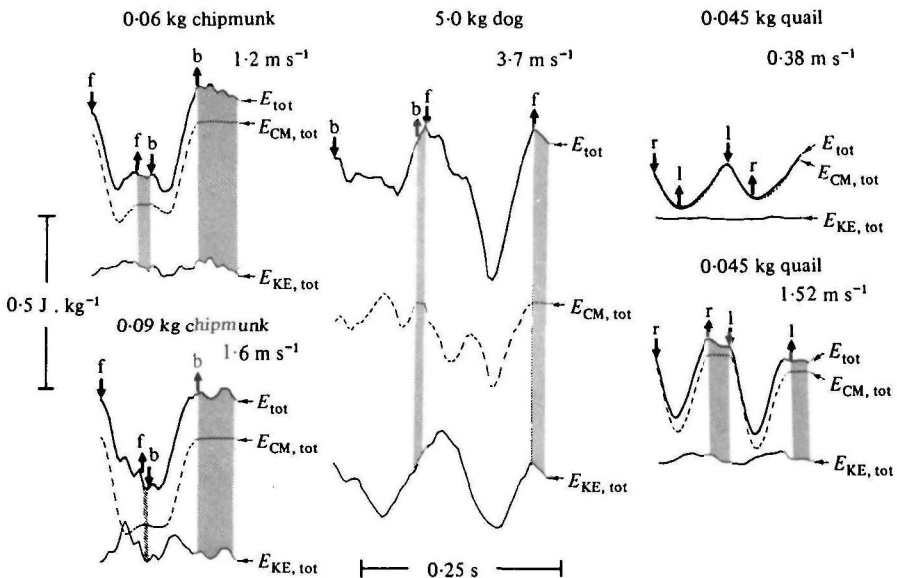 0·06 kg chipmunk
1·2 m s⁻¹
f
f
b
b
E_tot
E_CM, tot
E_KE, tot
0·5 J . kg⁻¹
0·09 kg chipmunk
1·6 m s⁻¹
f
f
b
b
E_tot
E_CM, tot
E_KE, tot
5·0 kg dog
3·7 m s⁻¹
b
b
f
f
E_tot
E_CM, tot
E_KE, tot
0·25 s
0·045 kg quail
0·38 m s⁻¹
r
l
l
r
E_tot
E_CM, tot
E_KE, tot
0·045 kg quail
1·52 m s⁻¹
r
r
l
l
E_tot
E_CM, tot
E_KE, tot